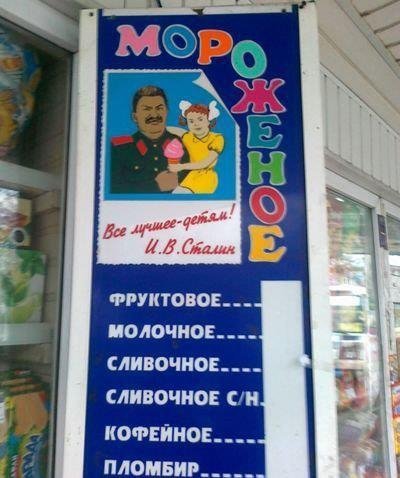 МОРОЖЕНОЕ
Все лучшее-детям!
И.В.Сталин
ФРУКТОВОЕ
МОЛОЧНОЕ
СЛИВОЧНОЕ
СЛИВОЧНОЕ С/Н.
КОФЕЙНОЕ
ПЛОМБИР